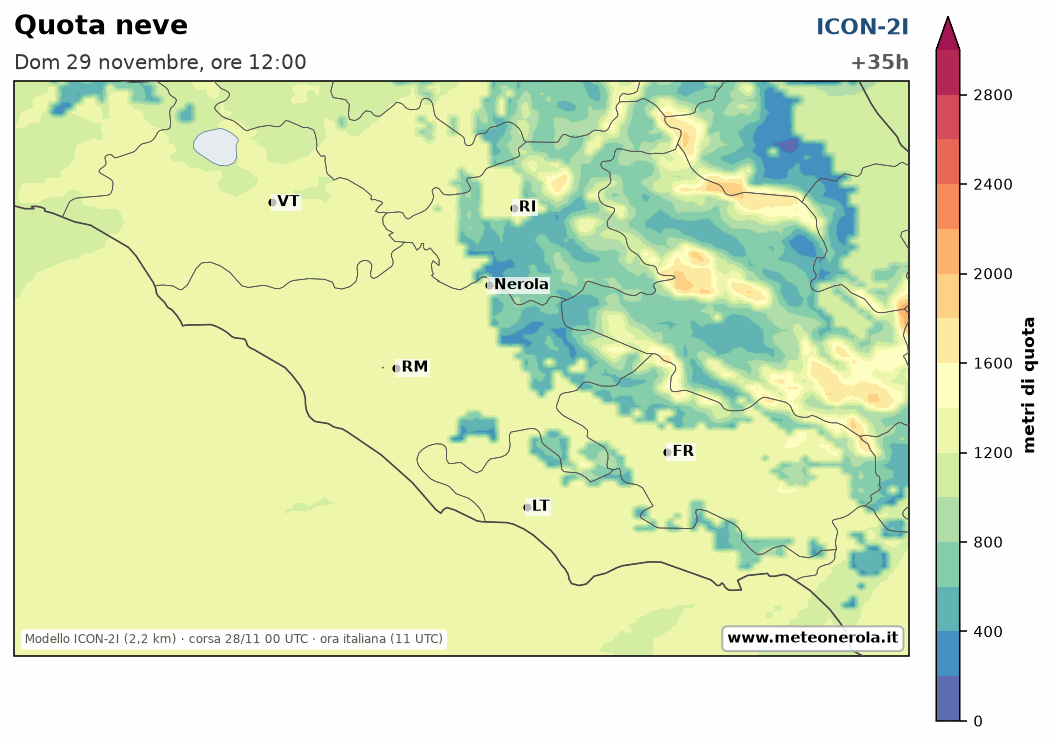 Quota neve
ICON-2I
Dom 29 novembre, ore 12:00
+35h
2800
2400
2000
1600
1200
800
400
0
metri di quota
VT
RI
Nerola
RM
FR
LT
Modello ICON-2I (2,2 km) · corsa 28/11 00 UTC · ora italiana (11 UTC)
www.meteonerola.it